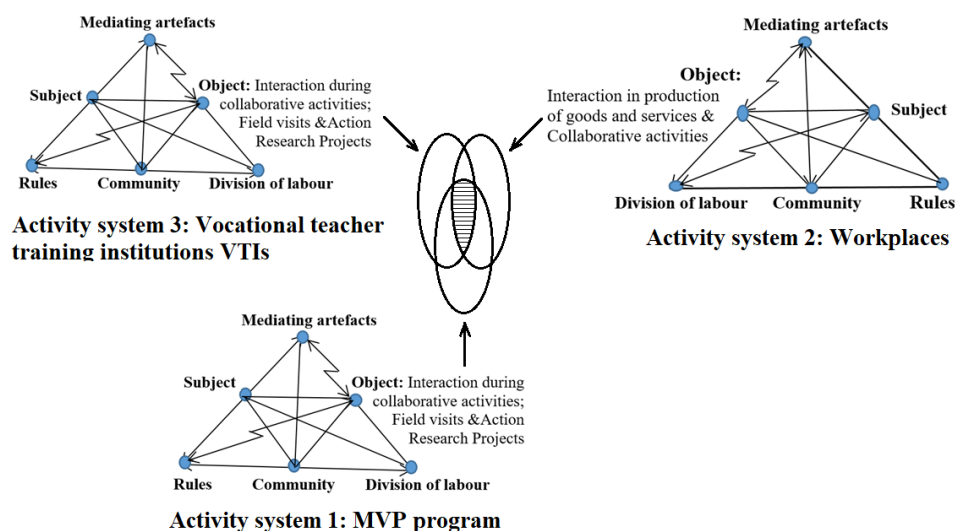 Mediating artefacts
Subject
Object: Interaction during
collaborative activities;
Field visits &Action
Research Projects
Rules
Community
Division of labour
Activity system 3: Vocational teacher
training institutions VTIs
Mediating artefacts
Object:
Interaction in production
of goods and services &
Collaborative activities
Subject
Division of labour
Community
Rules
Activity system 2: Workplaces
Mediating artefacts
Subject
Object: Interaction during
collaborative activities;
Field visits &Action
Research Projects
Rules
Community
Division of labour
Activity system 1: MVP program